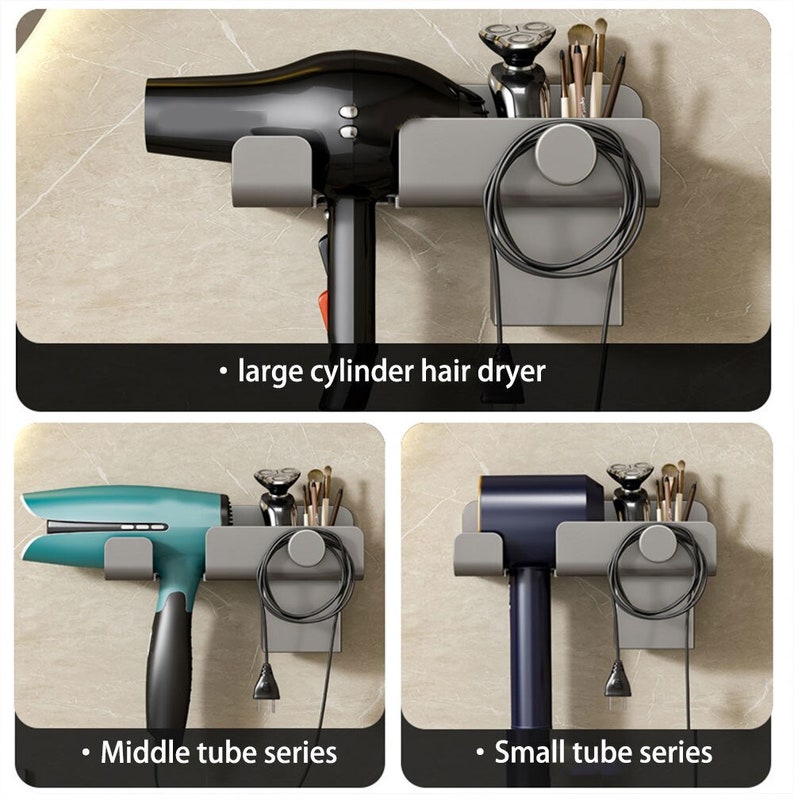 • large cylinder hair dryer
• Middle tube series
• Small tube series